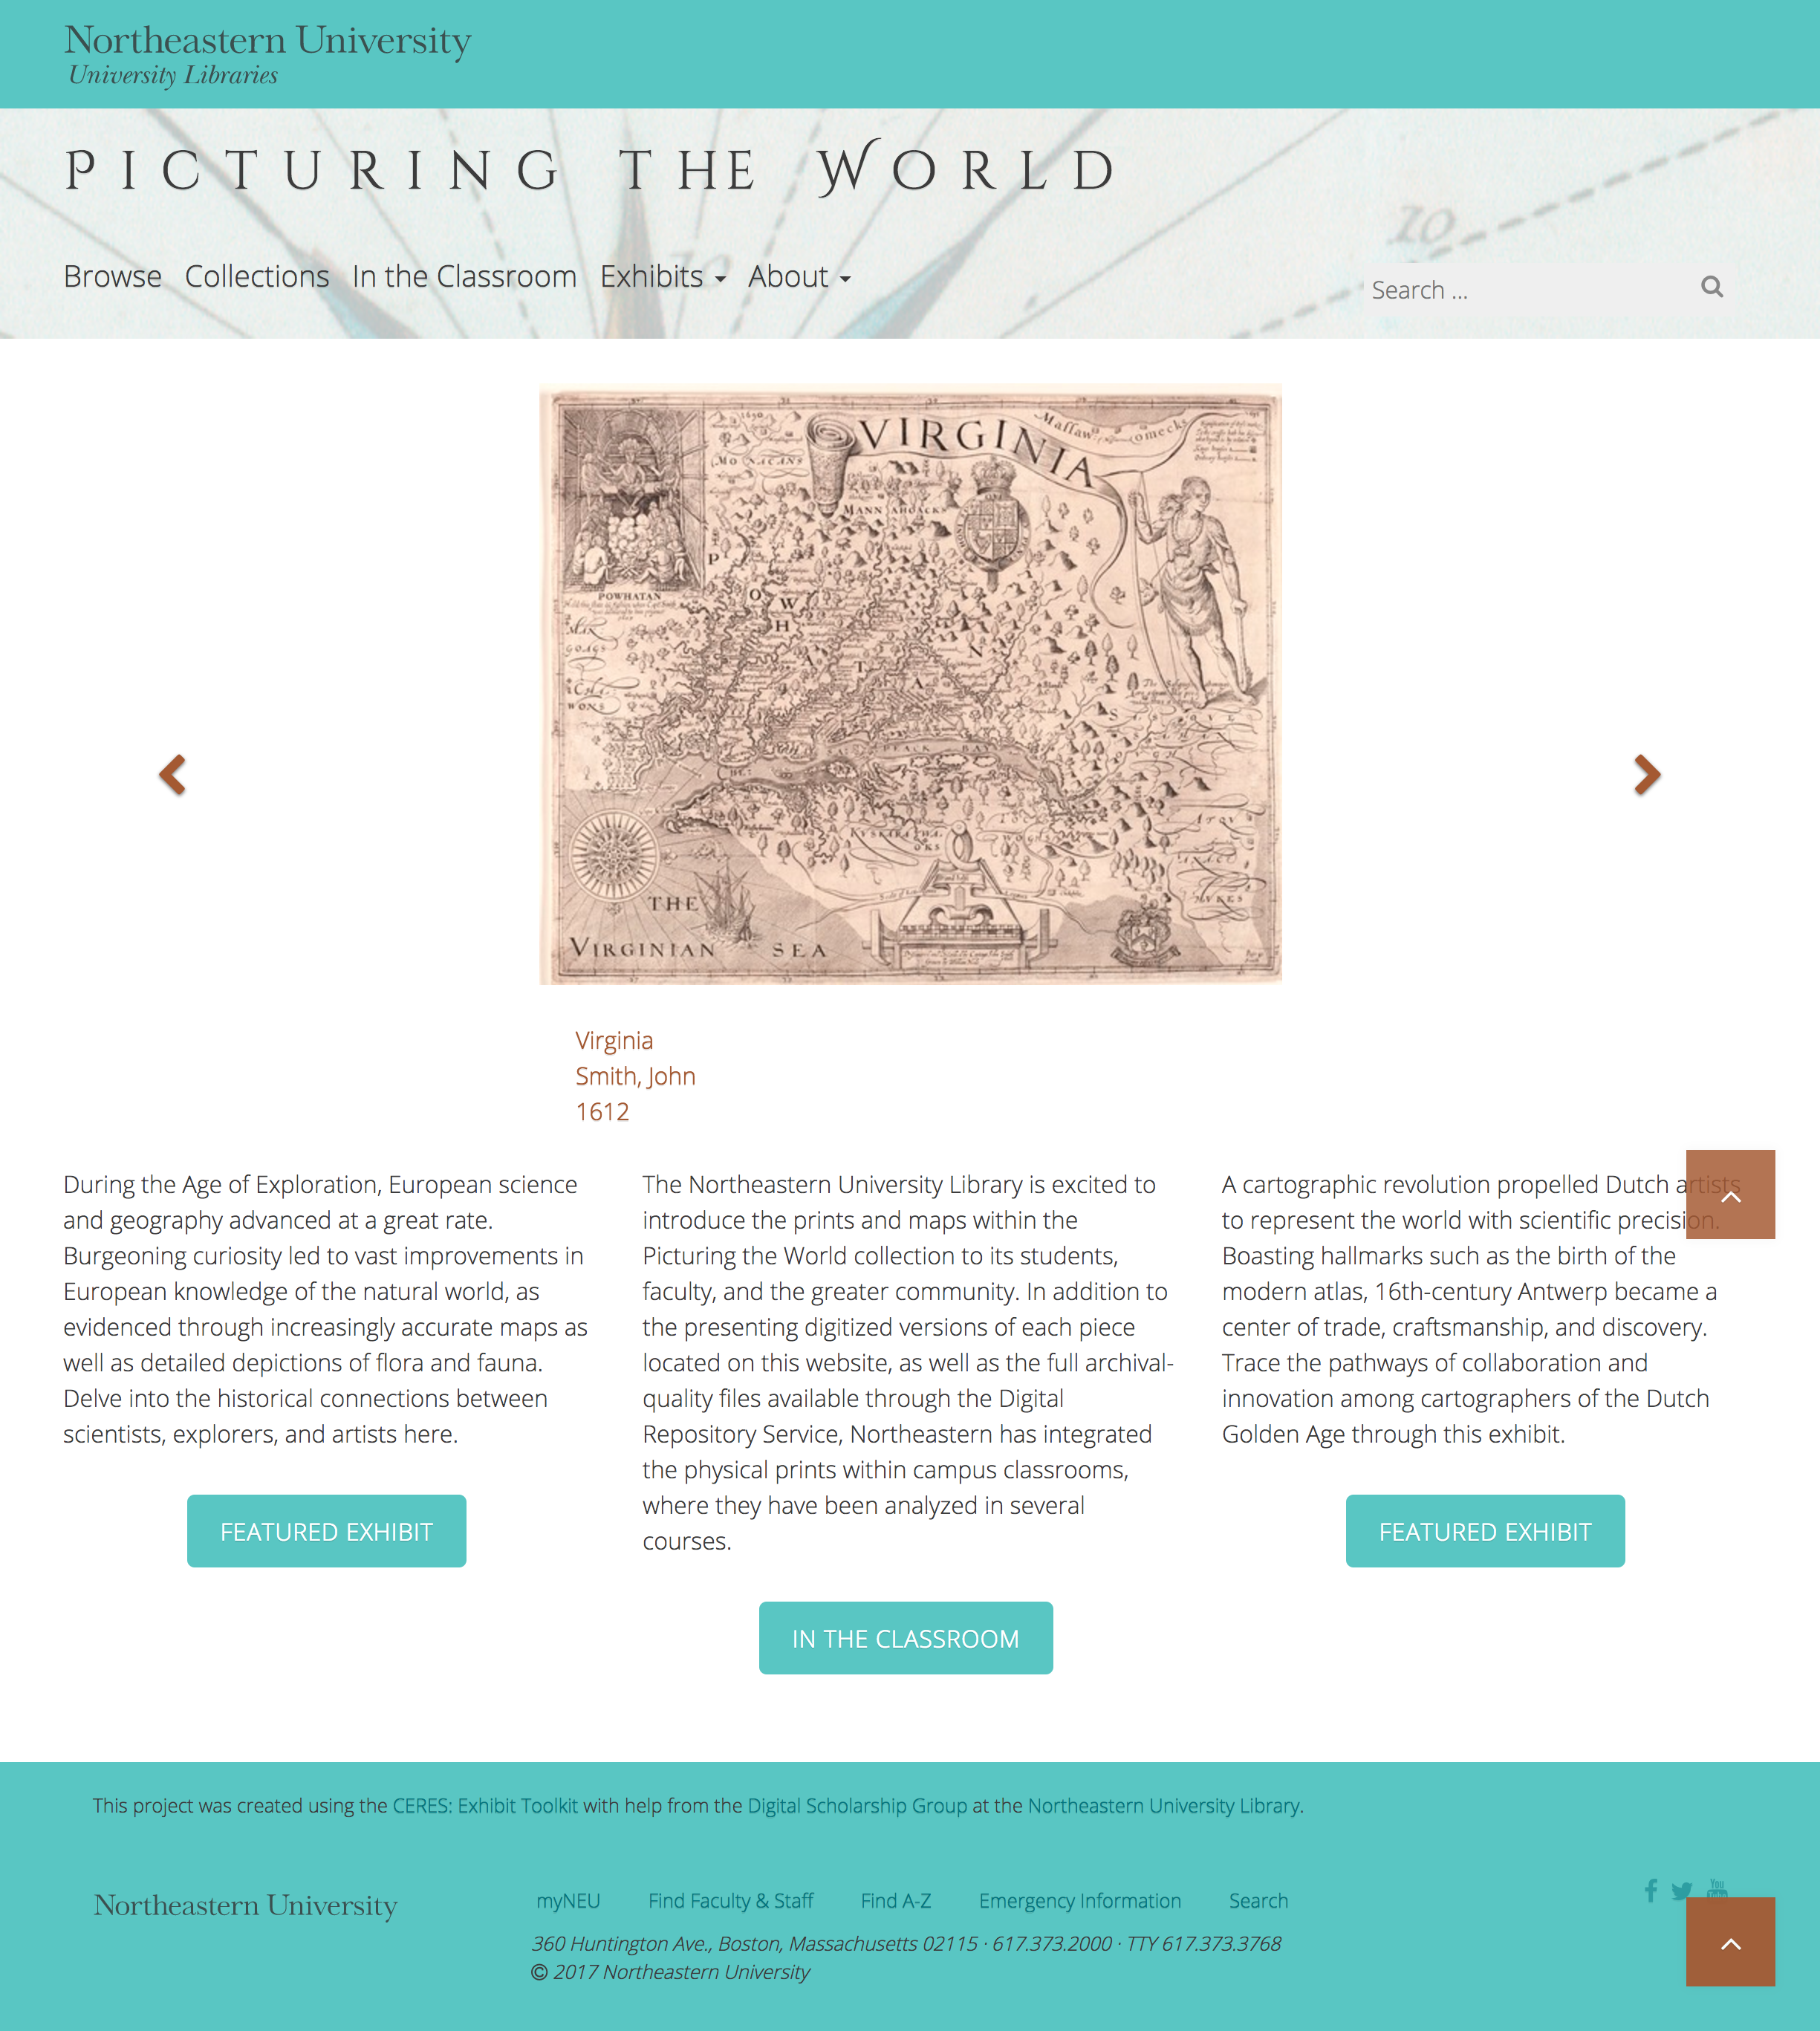 Northeastern University
University Libraries
PICTURING THE WORLD
Browse Collections In the Classroom Exhibits About
Search ...
VIRGINIA
Massaw omecks
MONACANS
MANNAHOACKS
POWHATAN
POWHATAN
THE
VIRGINIAN SEA
Virginia
Smith, John
1612
During the Age of Exploration, European science
and geography advanced at a great rate.
Burgeoning curiosity led to vast improvements in
European knowledge of the natural world, as
evidenced through increasingly accurate maps as
well as detailed depictions of flora and fauna.
Delve into the historical connections between
scientists, explorers, and artists here.
FEATURED EXHIBIT
The Northeastern University Library is excited to
introduce the prints and maps within the
Picturing the World collection to its students,
faculty, and the greater community. In addition to
the presenting digitized versions of each piece
located on this website, as well as the full archival-
quality files available through the Digital
Repository Service, Northeastern has integrated
the physical prints within campus classrooms,
where they have been analyzed in several
courses.
IN THE CLASSROOM
A cartographic revolution propelled Dutch artists
to represent the world with scientific precision.
Boasting hallmarks such as the birth of the
modern atlas, 16th-century Antwerp became a
center of trade, craftsmanship, and discovery.
Trace the pathways of collaboration and
innovation among cartographers of the Dutch
Golden Age through this exhibit.
FEATURED EXHIBIT
This project was created using the CERES: Exhibit Toolkit with help from the Digital Scholarship Group at the Northeastern University Library.
Northeastern University
myNEU Find Faculty & Staff Find A-Z Emergency Information Search
360 Huntington Ave., Boston, Massachusetts 02115 · 617.373.2000 · TTY 617.373.3768
© 2017 Northeastern University